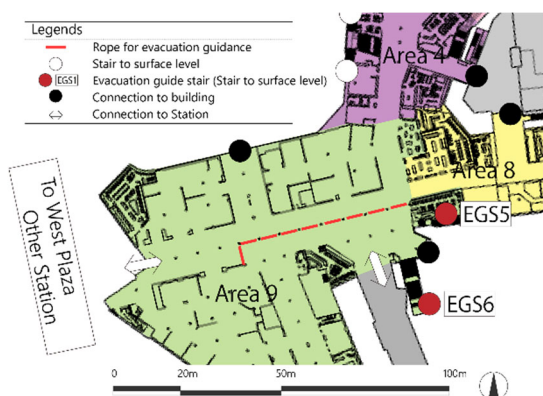 Legends
Rope for evacuation guidance
Stair to surface level
EGS1 Evacuation guide stair (Stair to surface level)
Connection to building
Connection to Station
Area 4
Area 8
To West Plaza
Other Station
EGS5
Area 9
EGS6
0 20m 50m 100m